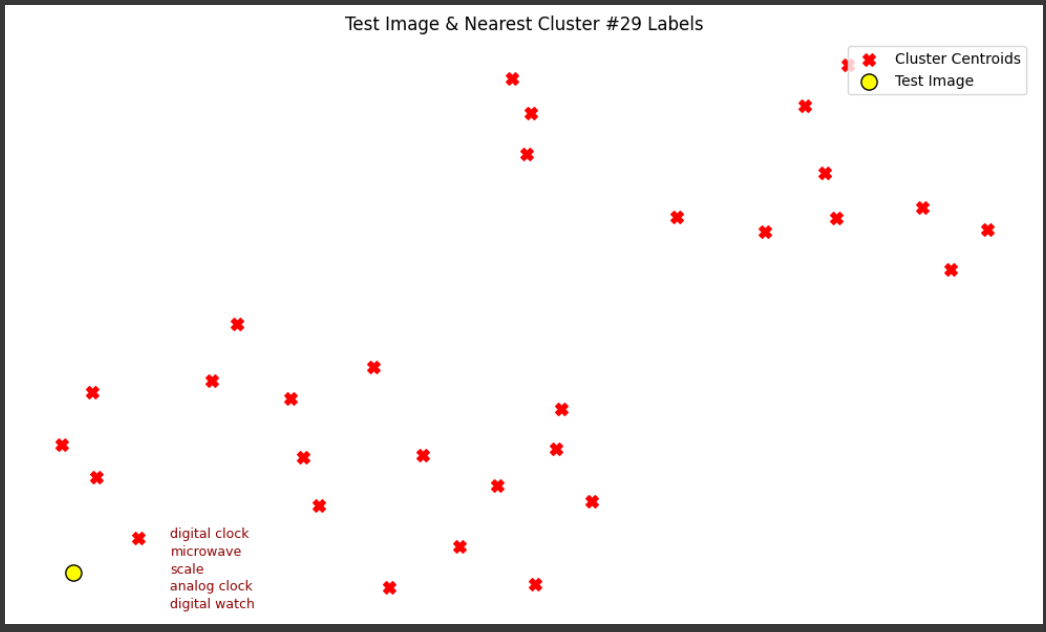 Test Image & Nearest Cluster #29 Labels
Cluster Centroids
Test Image
digital clock
microwave
scale
analog clock
digital watch